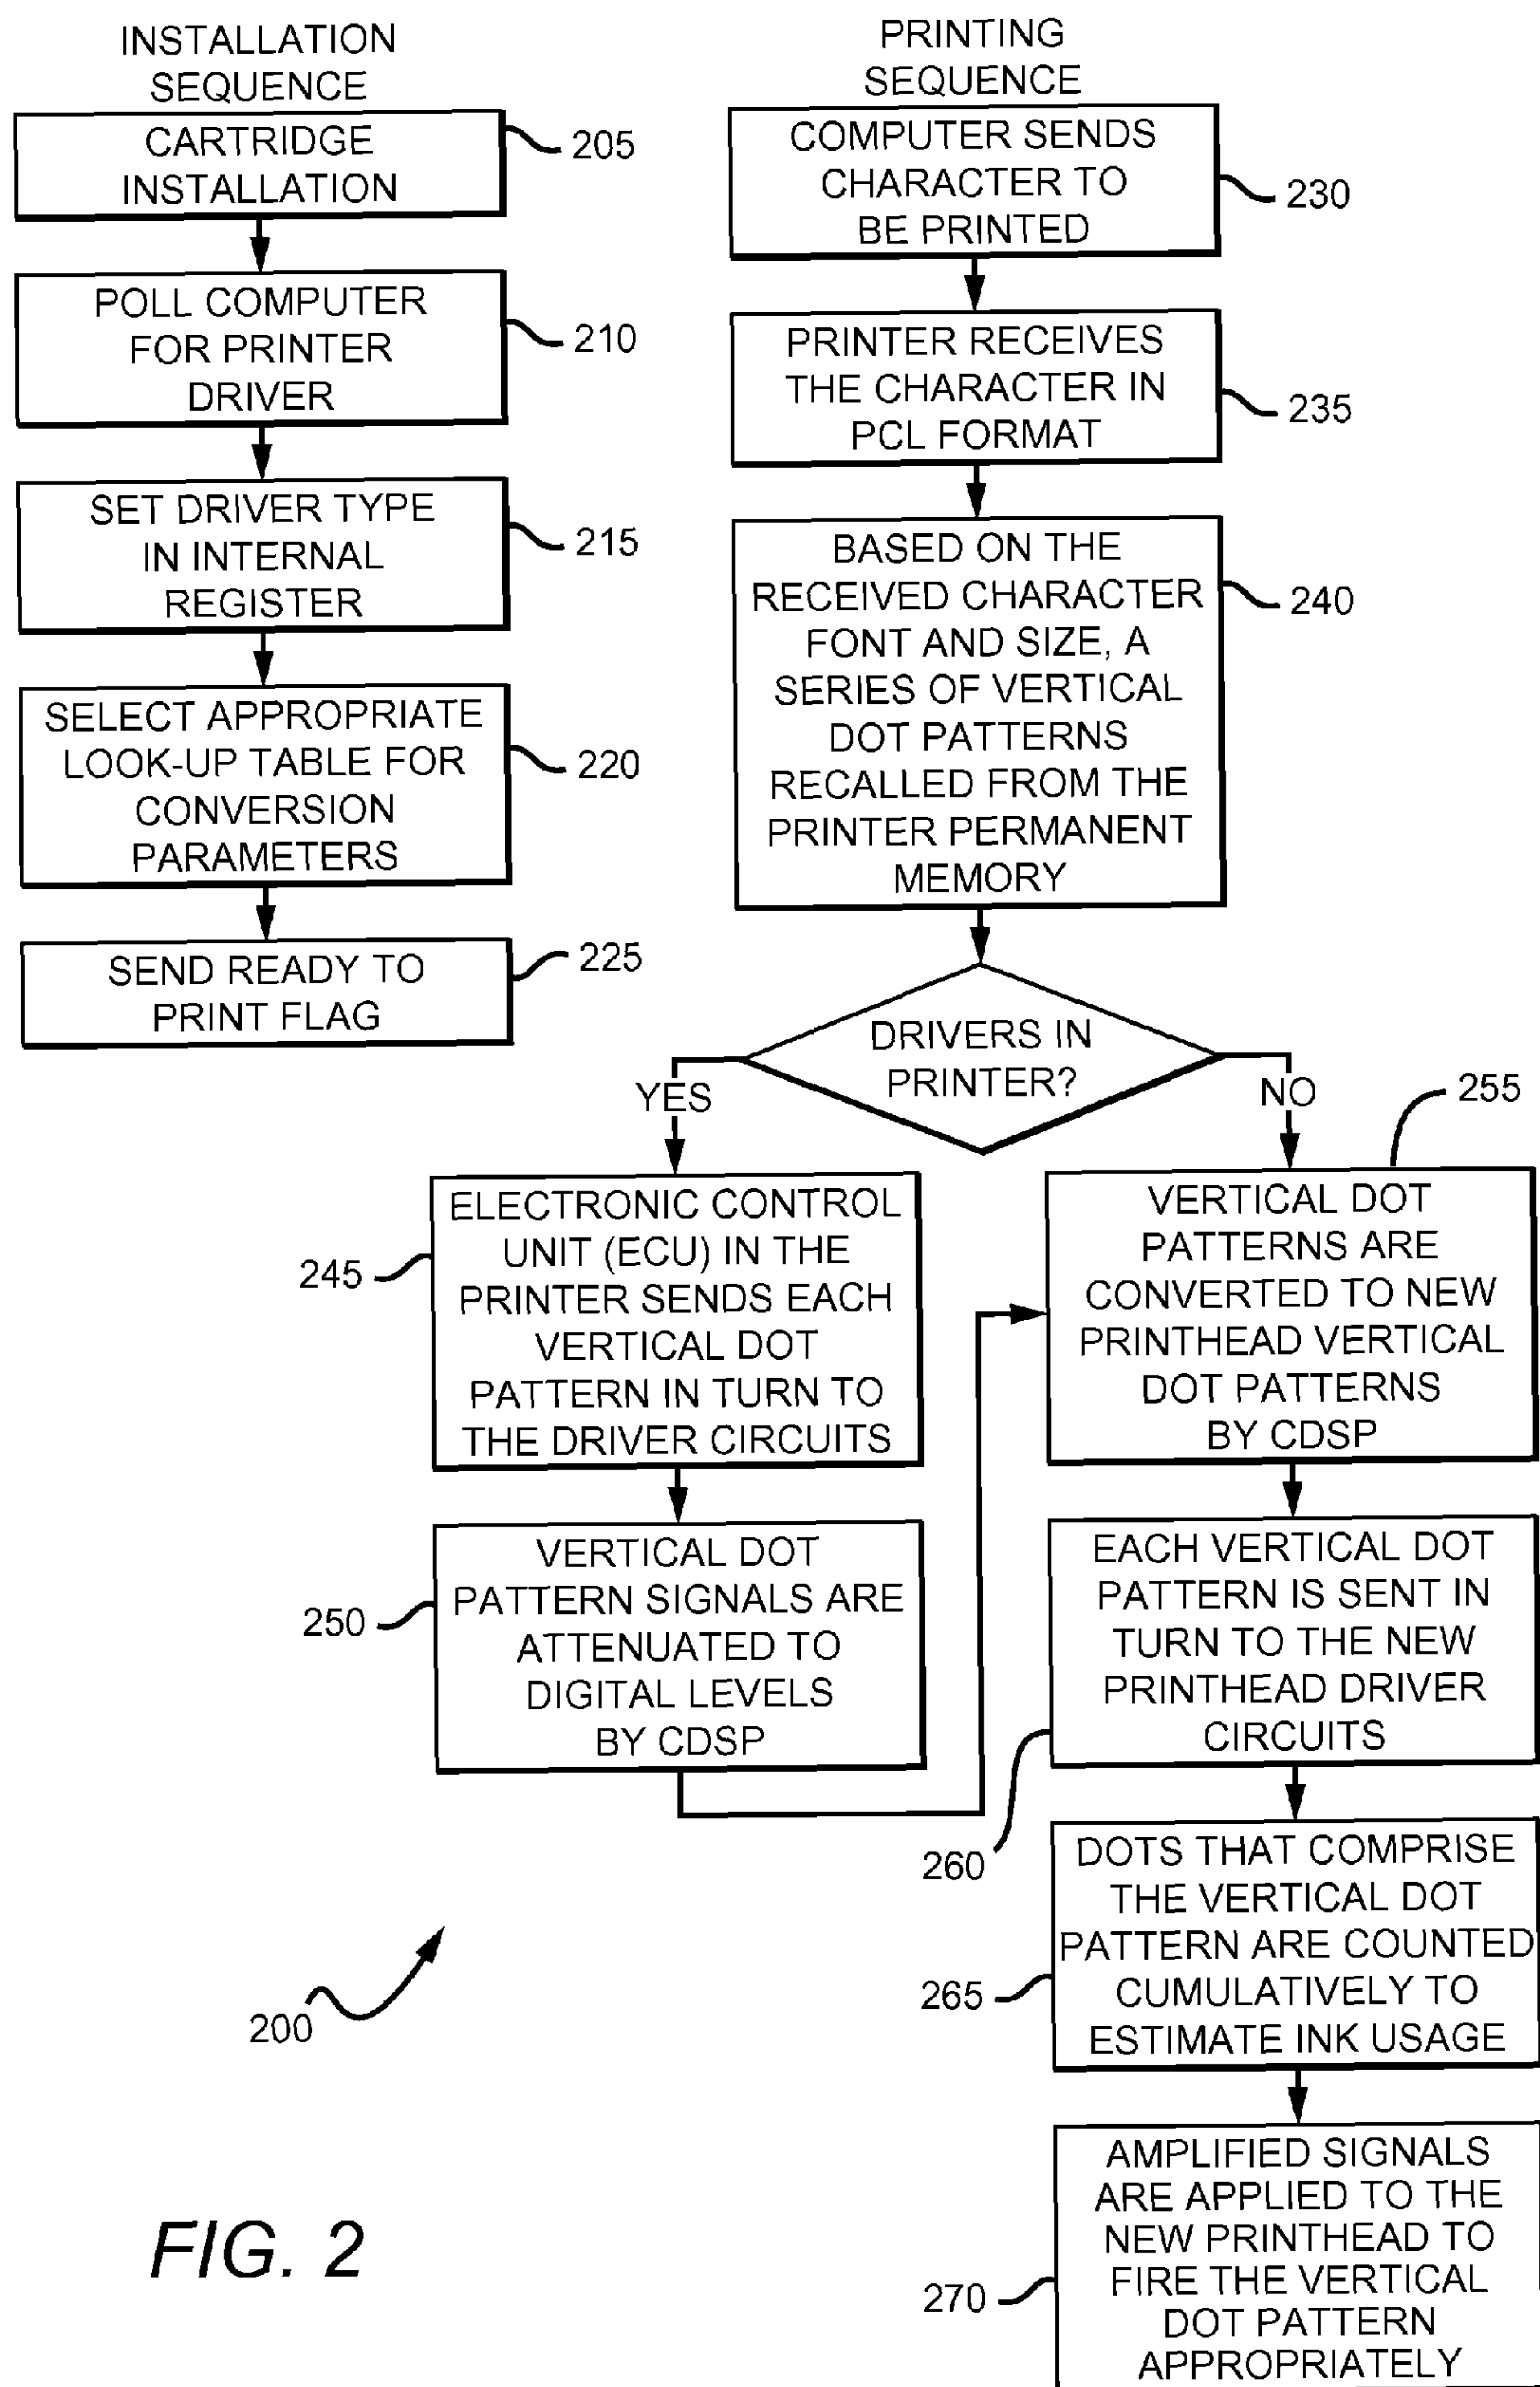 INSTALLATION
SEQUENCE
CARTRIDGE
INSTALLATION
205
POLL COMPUTER
FOR PRINTER
DRIVER
210
SET DRIVER TYPE
IN INTERNAL
REGISTER
215
SELECT APPROPRIATE
LOOK-UP TABLE FOR
CONVERSION
PARAMETERS
220
SEND READY TO
PRINT FLAG
225
PRINTING
SEQUENCE
COMPUTER SENDS
CHARACTER TO
BE PRINTED
230
PRINTER RECEIVES
THE CHARACTER IN
PCL FORMAT
235
BASED ON THE
RECEIVED CHARACTER
FONT AND SIZE, A
SERIES OF VERTICAL
DOT PATTERNS
RECALLED FROM THE
PRINTER PERMANENT
MEMORY
240
DRIVERS IN
PRINTER?
YES
NO
ELECTRONIC CONTROL
UNIT (ECU) IN THE
PRINTER SENDS EACH
VERTICAL DOT
PATTERN IN TURN TO
THE DRIVER CIRCUITS
245
VERTICAL DOT
PATTERN SIGNALS ARE
ATTENUATED TO
DIGITAL LEVELS
BY CDSP
250
255
VERTICAL DOT
PATTERNS ARE
CONVERTED TO NEW
PRINTHEAD VERTICAL
DOT PATTERNS
BY CDSP
EACH VERTICAL DOT
PATTERN IS SENT IN
TURN TO THE NEW
PRINTHEAD DRIVER
CIRCUITS
260
DOTS THAT COMPRISE
THE VERTICAL DOT
PATTERN ARE COUNTED
CUMULATIVELY TO
ESTIMATE INK USAGE
265
AMPLIFIED SIGNALS
ARE APPLIED TO THE
NEW PRINTHEAD TO
FIRE THE VERTICAL
DOT PATTERN
APPROPRIATELY
270
200
FIG. 2